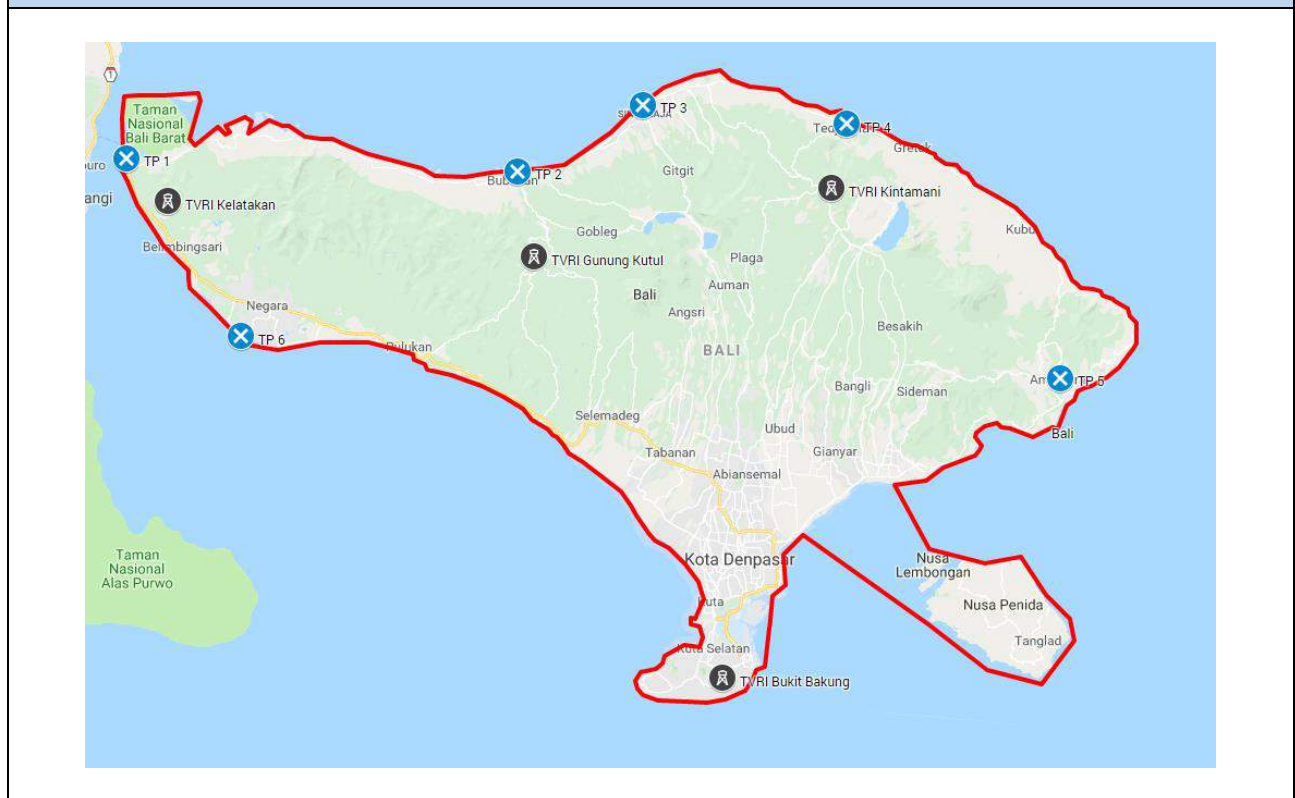 1
Taman
Nasional
Bali Barat
TP 1
TVRI Kelatakan
Belimbingsari
Negara
TP 6
Pulukan
TP 2
TP 3
Gitgit
Gobleg
TVRI Gunung Kutul
Bali
Plaga
Auman
Angsri
BALI
TP 4
Gretek
TVRI Kintamani
Kubu
Besakih
Bangli
Sideman
TP 5
Bali
Selemadeg
Tabanan
Ubud
Gianyar
Abiansemal
Kota Denpasar
Kuta
Kuta Selatan
TVRI Bukit Bakung
Nusa
Lembongan
Nusa Penida
Tanglad
Taman
Nasional
Alas Purwo